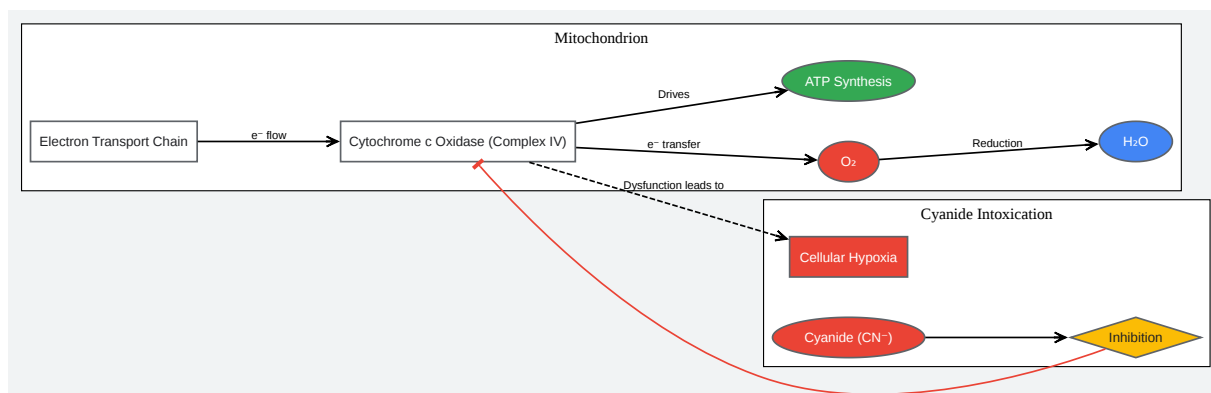 Mitochondrion
ATP Synthesis
Drives
Electron Transport Chain
e⁻ flow
Cytochrome c Oxidase (Complex IV)
e⁻ transfer
O₂
Reduction
H₂O
Dysfunction leads to
Cyanide Intoxication
Cellular Hypoxia
Cyanide (CN⁻)
Inhibition